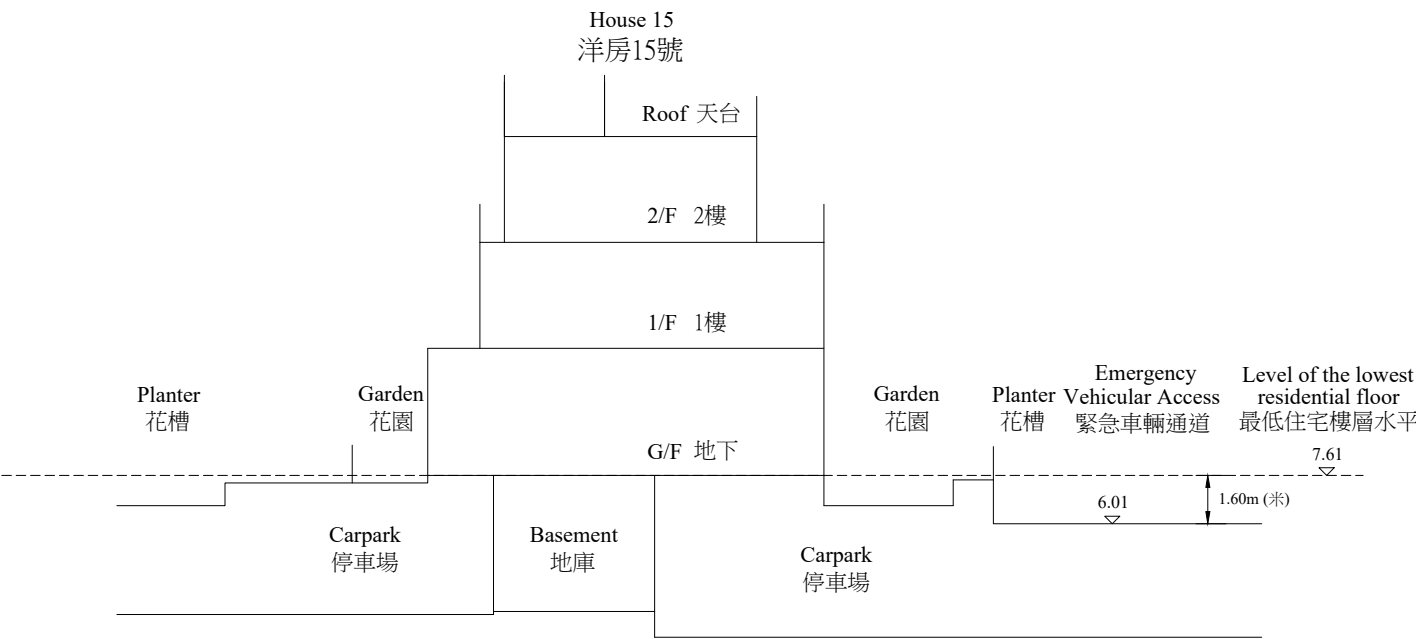 House 15
洋房15號
Roof 天台
2/F 2樓
1/F 1樓
Planter
花槽
Garden
花園
G/F 地下
Garden
花園
Planter
花槽
Emergency
Vehicular Access
緊急車輛通道
Level of the lowest
residential floor
最低住宅樓層水平
7.61
6.01
1.60m (米)
Carpark
停車場
Basement
地庫
Carpark
停車場